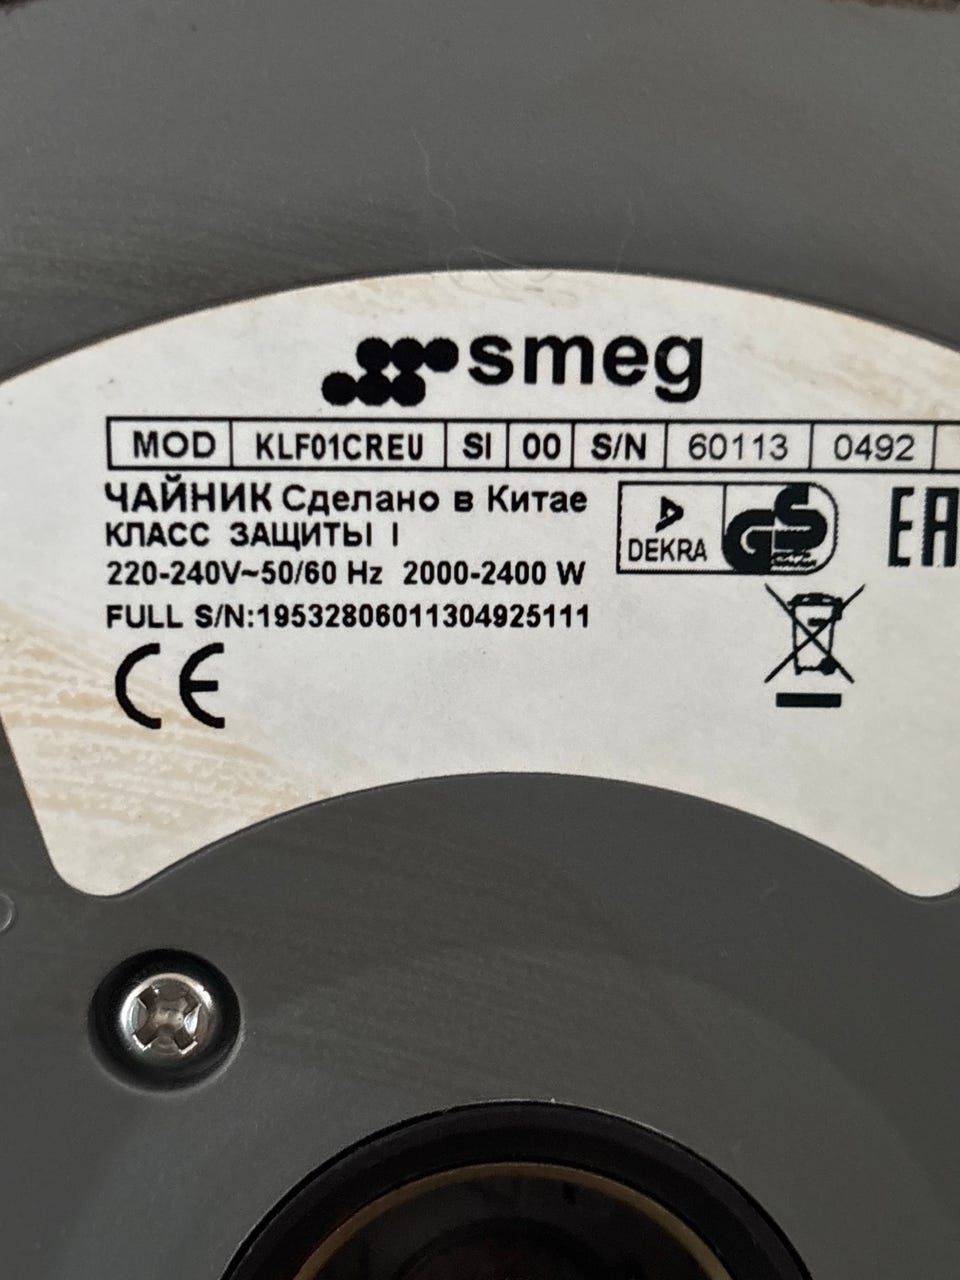 smeg
MOD KLF01CREU SI 00 S/N 60113 0492
ЧАЙНИК Сделано в Китае
КЛАСС ЗАЩИТЫ I
220-240V~50/60 Hz 2000-2400 W
FULL S/N:19532806011304925111
DEKRA GS
EAC
CE